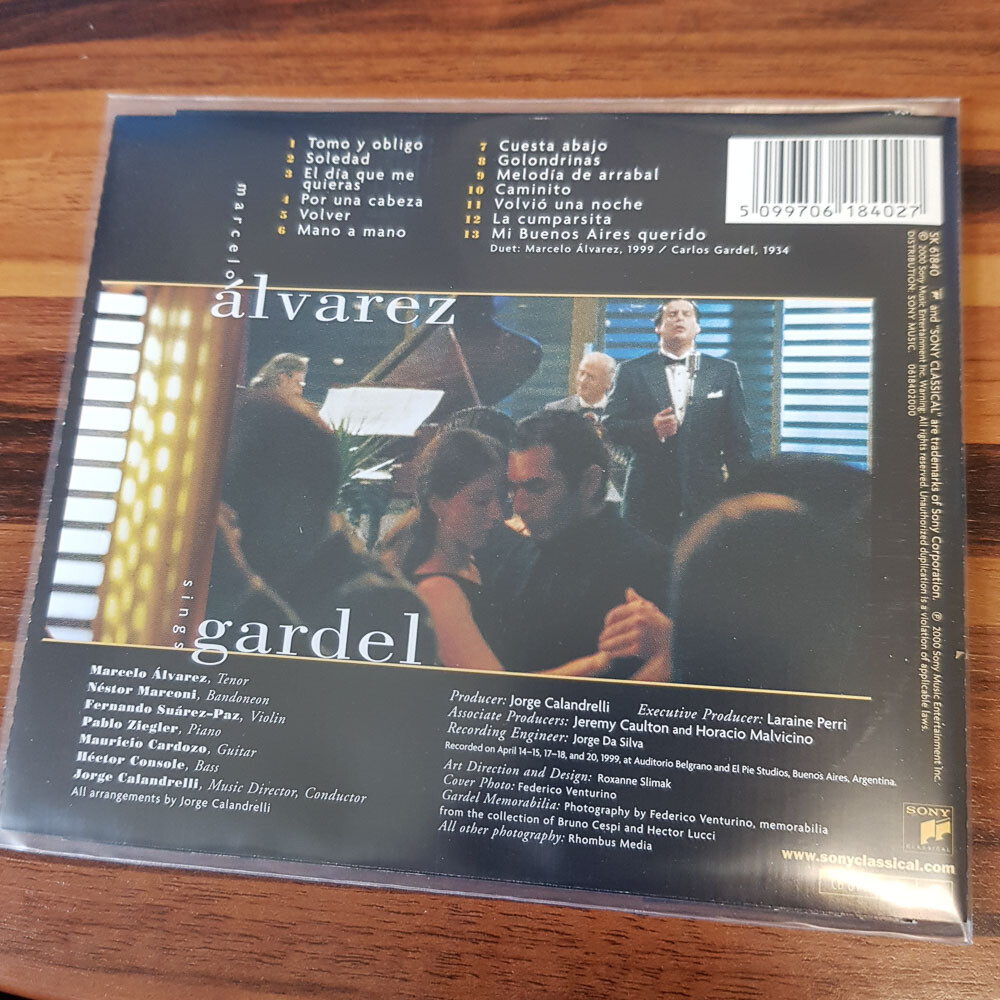 1 Tomo y obligo
2 Soledad
3 El día que me
quieras
4 Por una cabeza
5 Volver
6 Mano a mano
7 Cuesta abajo
8 Golondrinas
9 Melodía de arrabal
10 Caminito
11 Volvió una noche
12 La cumparsita
13 Mi Buenos Aires querido
Duet: Marcelo Álvarez, 1999 / Carlos Gardel, 1934
5 099706 184027
SK 61840 and "SONY CLASSICAL" are trademarks of Sony Corporation. ℗ 2000 Sony Music Entertainment Inc.
© 2000 Sony Music Entertainment Inc. Warning: All rights reserved. Unauthorized duplication is a violation of applicable laws.
DISTRIBUTION: SONY MUSIC. 0618402000
marcelo
álvarez
sings
gardel
Marcelo Álvarez, Tenor
Néstor Marconi, Bandoneon
Fernando Suárez-Paz, Violin
Pablo Ziegler, Piano
Mauricio Cardozo, Guitar
Héctor Console, Bass
Jorge Calandrelli, Music Director, Conductor
All arrangements by Jorge Calandrelli
Producer: Jorge Calandrelli Executive Producer: Laraine Perri
Associate Producers: Jeremy Caulton and Horacio Malvicino
Recording Engineer: Jorge Da Silva
Recorded on April 14–15, 17–18, and 20, 1999, at Auditorio Belgrano and El Pie Studios, Buenos Aires, Argentina.
Art Direction and Design: Roxanne Slimak
Cover Photo: Federico Venturino
Gardel Memorabilia: Photography by Federico Venturino, memorabilia
from the collection of Bruno Cespi and Hector Lucci
All other photography: Rhombus Media
SONY
CLASSICAL
www.sonyclassical.com